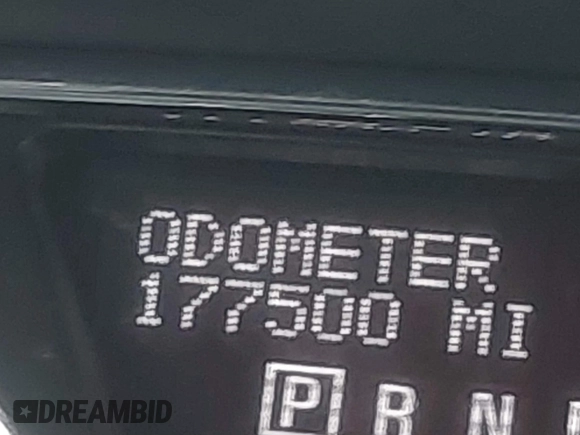 ODOMETER
177500 MI
P R N
DREAMBID